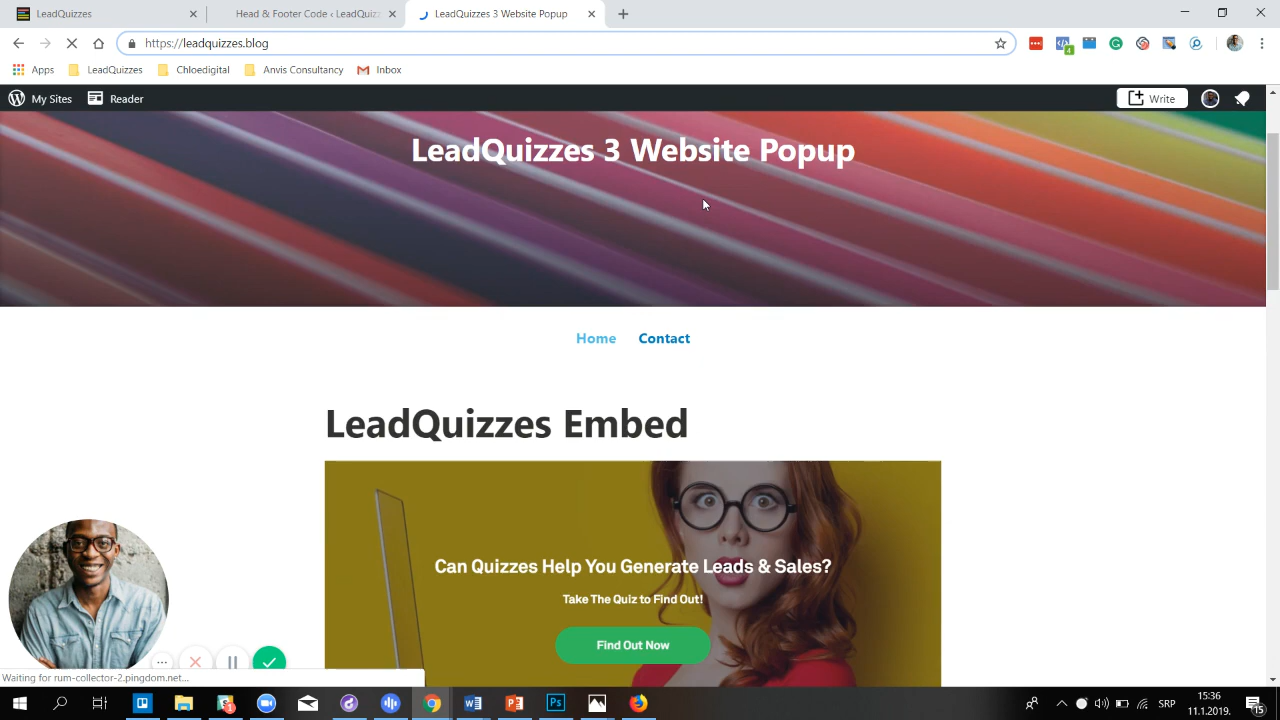 LeadQuizzes
Head & Footer Code ‹ LeadQuizz
LeadQuizzes 3 Website Popup
https://leadquizzes.blog
4
Apps
LeadQuizzes
Chloedigital
Anvis Consultancy
Inbox
My Sites
Reader
Write
LeadQuizzes 3 Website Popup
Home
Contact
LeadQuizzes Embed
Can Quizzes Help You Generate Leads & Sales?
Take The Quiz to Find Out!
Find Out Now
Waiting for rum-collector-2.pingdom.net...
SRP
15:36
11.1.2019.
15